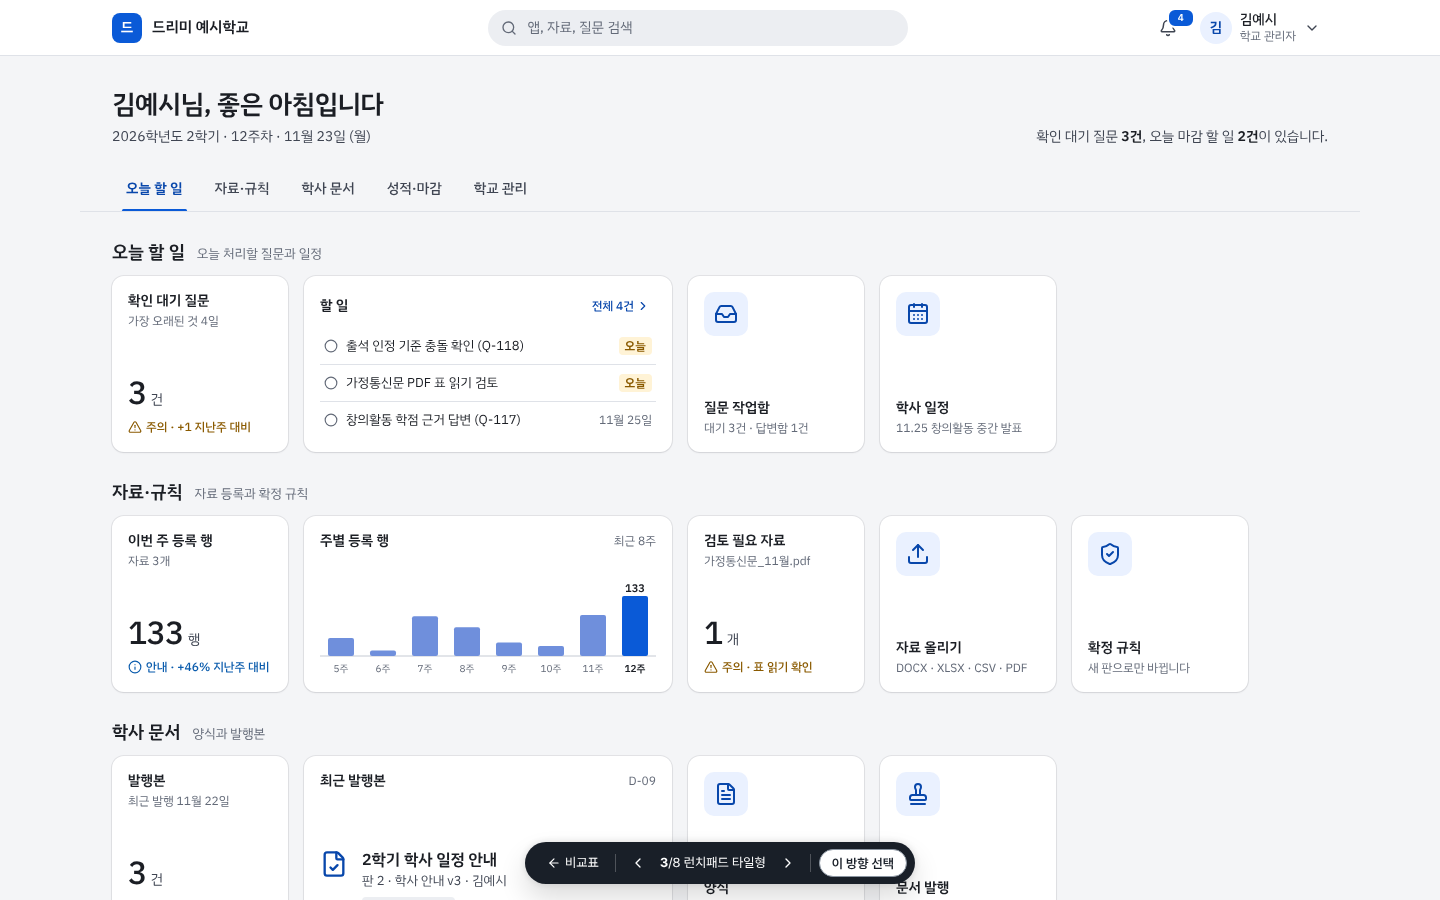 드 드리미 예시학교
앱, 자료, 질문 검색
4
김 김예시
학교 관리자
김예시님, 좋은 아침입니다
2026학년도 2학기 · 12주차 · 11월 23일 (월)
확인 대기 질문 3건, 오늘 마감 할 일 2건이 있습니다.
오늘 할 일 자료·규칙 학사 문서 성적·마감 학교 관리
오늘 할 일 오늘 처리할 질문과 일정
확인 대기 질문
가장 오래된 것 4일
3 건
주의 · +1 지난주 대비
할 일 전체 4건
출석 인정 기준 충돌 확인 (Q-118) 오늘
가정통신문 PDF 표 읽기 검토 오늘
창의활동 학점 근거 답변 (Q-117) 11월 25일
질문 작업함
대기 3건 · 답변함 1건
학사 일정
11.25 창의활동 중간 발표
자료·규칙 자료 등록과 확정 규칙
이번 주 등록 행
자료 3개
133 행
안내 · +46% 지난주 대비
주별 등록 행 최근 8주
133
5주 6주 7주 8주 9주 10주 11주 12주
검토 필요 자료
가정통신문_11월.pdf
1 개
주의 · 표 읽기 확인
자료 올리기
DOCX · XLSX · CSV · PDF
확정 규칙
새 판으로만 바뀝니다
학사 문서 양식과 발행본
발행본
최근 발행 11월 22일
3 건
최근 발행본 D-09
2학기 학사 일정 안내
판 2 · 학사 안내 v3 · 김예시
양식
문서 발행
비교표 3/8 런치패드 타일형 이 방향 선택